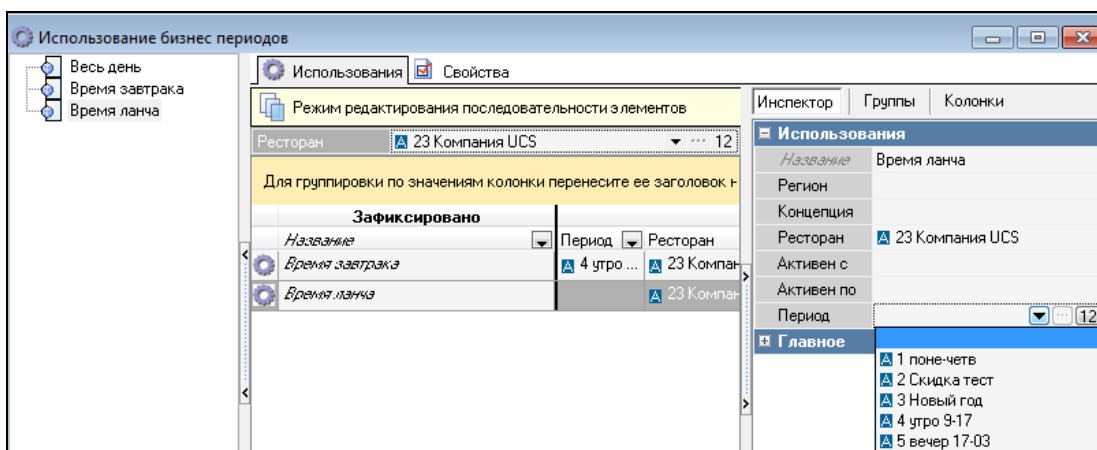 Использование бизнес периодов
Весь день
Время завтрака
Время ланча
Использования Свойства
Режим редактирования последовательности элементов
Ресторан A 23 Компания UCS ... 12
Для группировки по значениям колонки перенесите ее заголовок н
Зафиксировано
Название Период Ресторан
Время завтрака A 4 утро ... A 23 Компан
Время ланча A 23 Компан
Инспектор Группы Колонки
Использования
Название Время ланча
Регион
Концепция
Ресторан A 23 Компания UCS
Активен с
Активен по
Период ... 12
Главное
A 1 поне-четв
A 2 Скидка тест
A 3 Новый год
A 4 утро 9-17
A 5 вечер 17-03